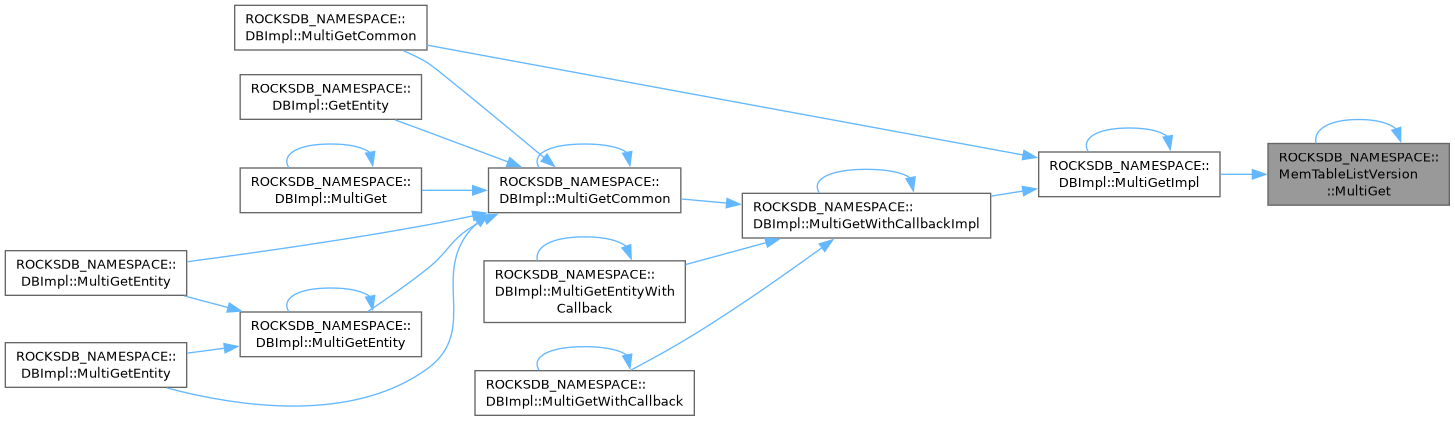 ROCKSDB_NAMESPACE::
DBImpl::MultiGetCommon
ROCKSDB_NAMESPACE::
DBImpl::GetEntity
ROCKSDB_NAMESPACE::
DBImpl::MultiGet
ROCKSDB_NAMESPACE::
DBImpl::MultiGetEntity
ROCKSDB_NAMESPACE::
DBImpl::MultiGetEntity
ROCKSDB_NAMESPACE::
DBImpl::MultiGetEntity
ROCKSDB_NAMESPACE::
DBImpl::MultiGetCommon
ROCKSDB_NAMESPACE::
DBImpl::MultiGetEntityWith
Callback
ROCKSDB_NAMESPACE::
DBImpl::MultiGetWithCallback
ROCKSDB_NAMESPACE::
DBImpl::MultiGetWithCallbackImpl
ROCKSDB_NAMESPACE::
DBImpl::MultiGetImpl
ROCKSDB_NAMESPACE::
MemTableListVersion
::MultiGet